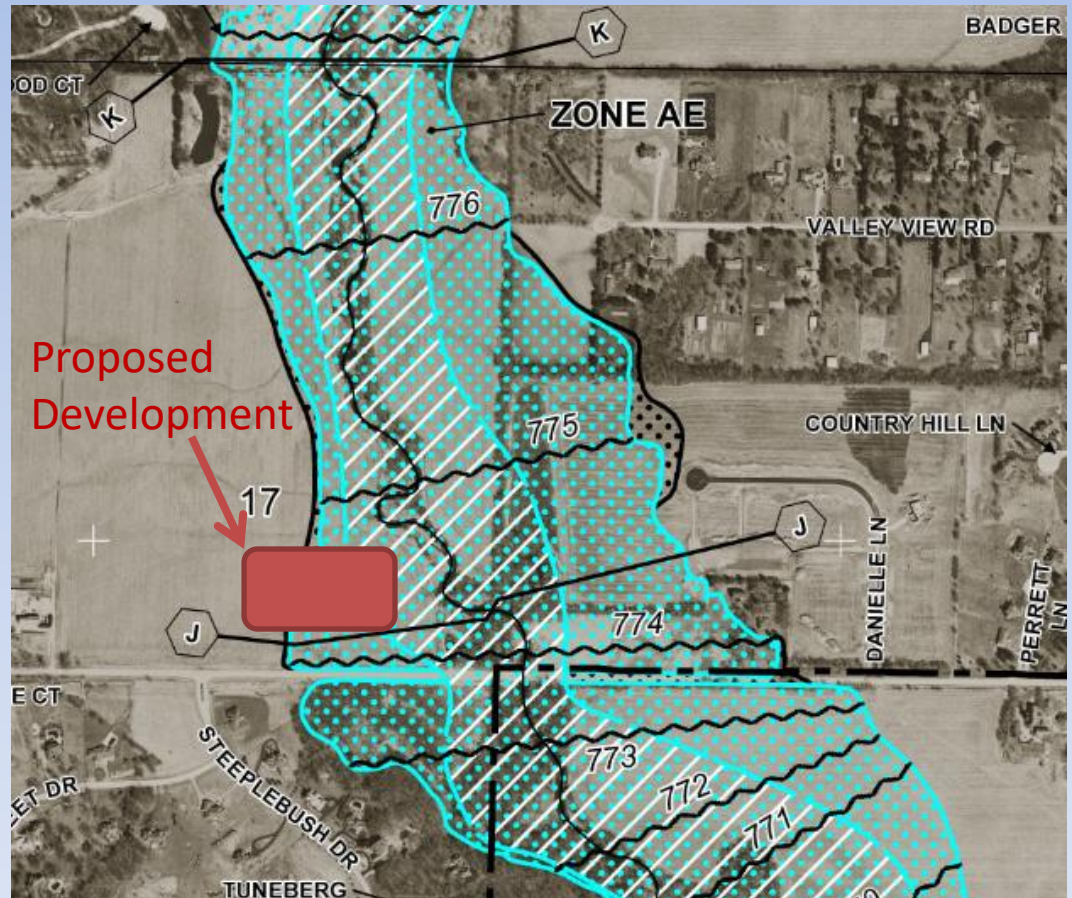 BADGER
K
OOD CT
K
ZONE AE
776
VALLEY VIEW RD
Proposed
Development
775
COUNTRY HILL LN
17
J
DANIELLE LN
PERRETT
LN
J
774
E CT
773
STEEPLEBUSH DR
772
ET DR
771
TUNEBERG